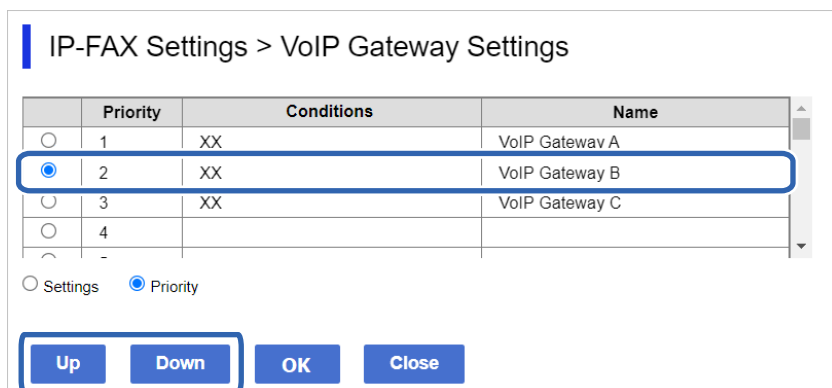 IP-FAX Settings > VoIP Gateway Settings
Priority Conditions Name
1 XX VoIP Gateway A
2 XX VoIP Gateway B
3 XX VoIP Gateway C
4
Settings Priority
Up Down OK Close